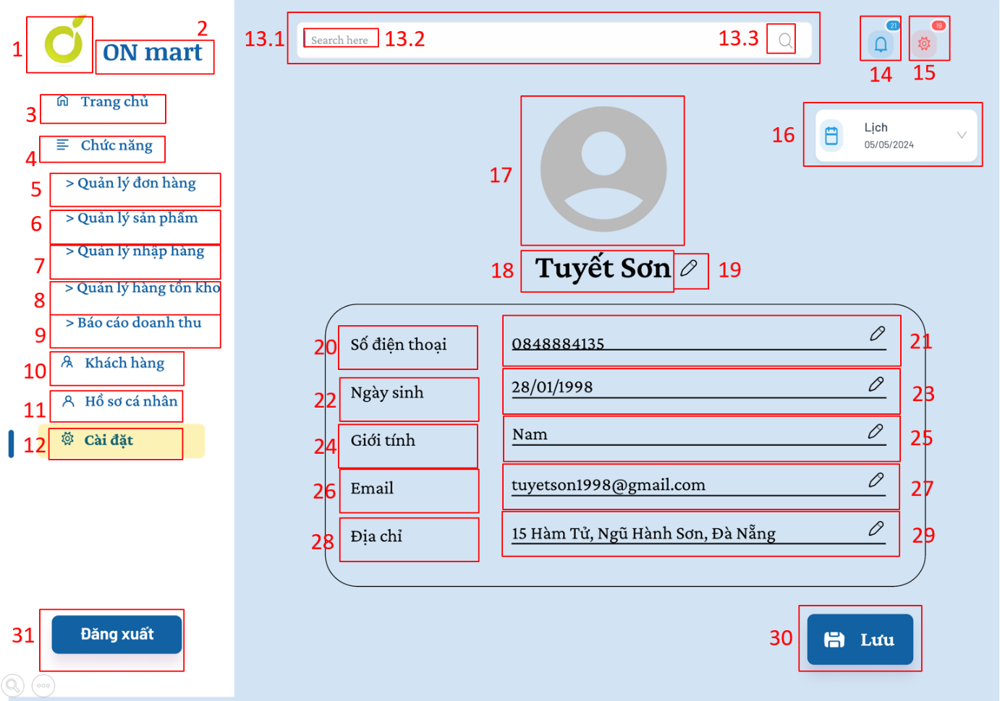 1
2
ON mart
3
Trang chủ
4
Chức năng
5
> Quản lý đơn hàng
6
> Quản lý sản phẩm
7
> Quản lý nhập hàng
8
> Quản lý hàng tồn kho
9
> Báo cáo doanh thu
10
Khách hàng
11
Hồ sơ cá nhân
12
Cài đặt
31
Đăng xuất
13.1
Search here
13.2
13.3
21
14
19
15
16
Lịch
05/05/2024
17
18
Tuyết Sơn
19
20
Số điện thoại
0848884135
21
22
Ngày sinh
28/01/1998
23
24
Giới tính
Nam
25
26
Email
tuyetson1998@gmail.com
27
28
Địa chỉ
15 Hàm Tử, Ngũ Hành Sơn, Đà Nẵng
29
30
Lưu